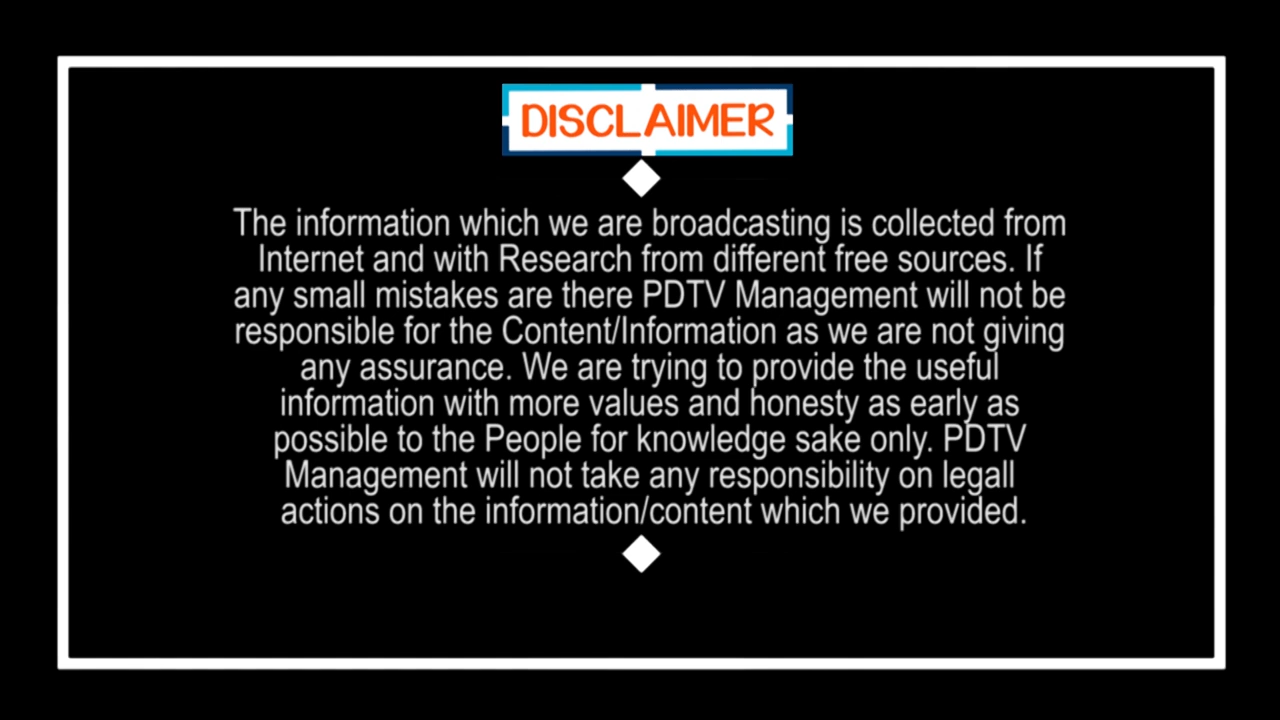 DISCLAIMER
The information which we are broadcasting is collected from
Internet and with Research from different free sources. If
any small mistakes are there PDTV Management will not be
responsible for the Content/Information as we are not giving
any assurance. We are trying to provide the useful
information with more values and honesty as early as
possible to the People for knowledge sake only. PDTV
Management will not take any responsibility on legall
actions on the information/content which we provided.